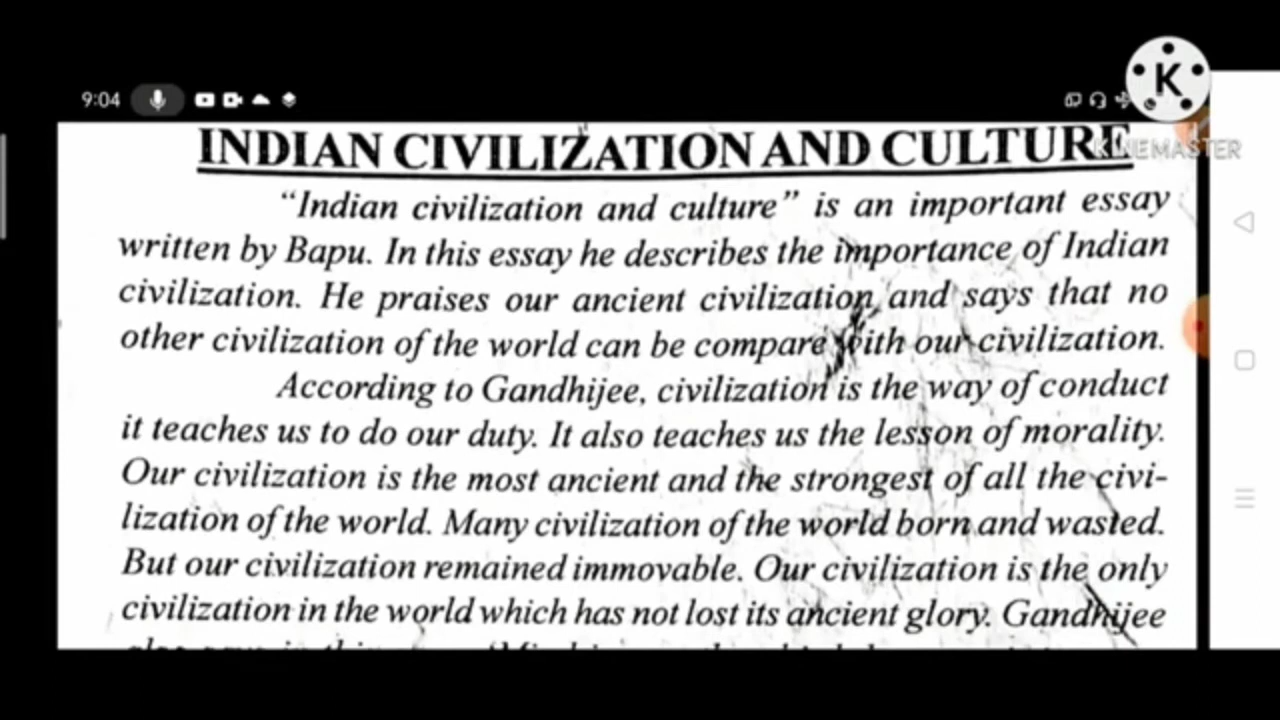 9:04
K
KINEMASTER
INDIAN CIVILIZATION AND CULTURE
“Indian civilization and culture” is an important essay
written by Bapu. In this essay he describes the importance of Indian
civilization. He praises our ancient civilization and says that no
other civilization of the world can be compare with our civilization.
According to Gandhijee, civilization is the way of conduct
it teaches us to do our duty. It also teaches us the lesson of morality.
Our civilization is the most ancient and the strongest of all the civi-
lization of the world. Many civilization of the world born and wasted.
But our civilization remained immovable. Our civilization is the only
civilization in the world which has not lost its ancient glory. Gandhijee